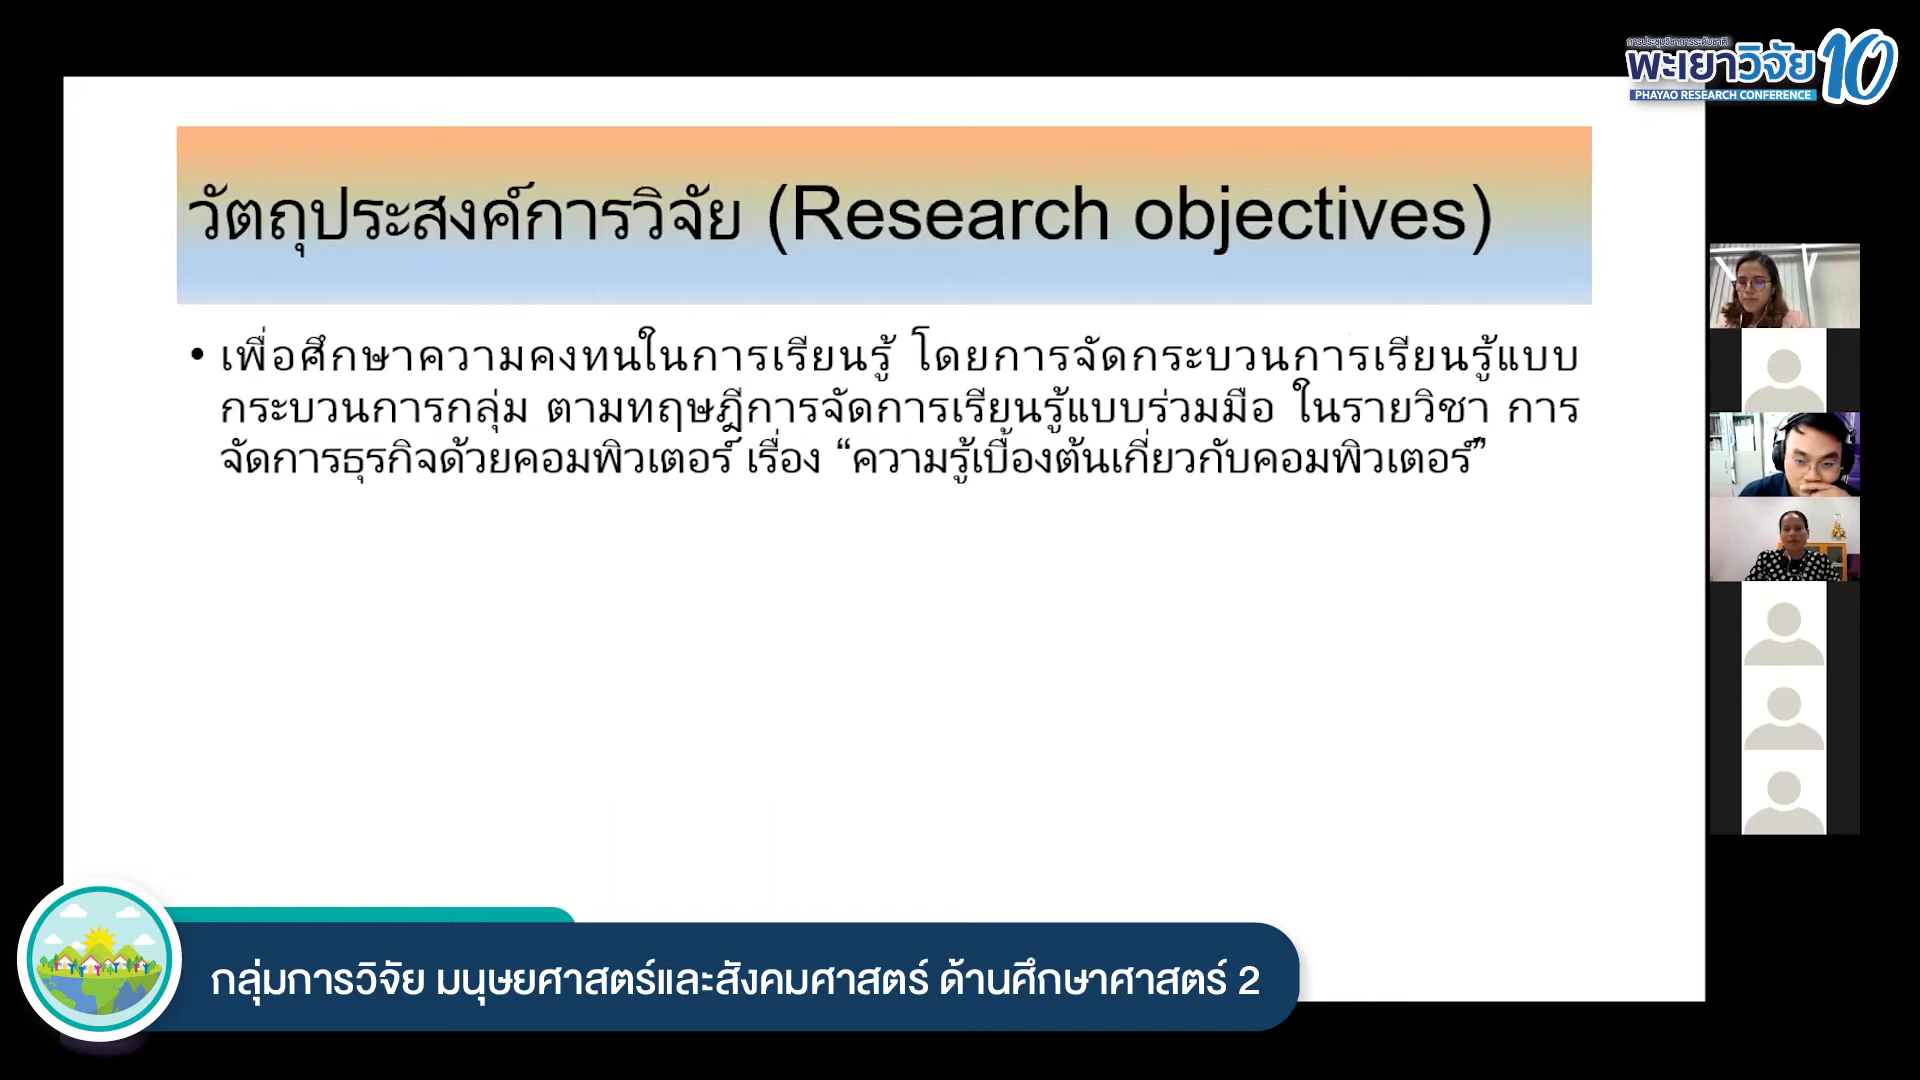 การประชุมวิชาการระดับชาติ
พะเยาวิจัย 10
PHAYAO RESEARCH CONFERENCE
วัตถุประสงค์การวิจัย (Research objectives)
• เพื่อศึกษาความคงทนในการเรียนรู้ โดยการจัดกระบวนการเรียนรู้แบบ
กระบวนการกลุ่ม ตามทฤษฎีการจัดการเรียนรู้แบบร่วมมือ ในรายวิชา การ
จัดการธุรกิจด้วยคอมพิวเตอร์ เรื่อง “ความรู้เบื้องต้นเกี่ยวกับคอมพิวเตอร์”
กลุ่มการวิจัย มนุษยศาสตร์และสังคมศาสตร์ ด้านศึกษาศาสตร์ 2